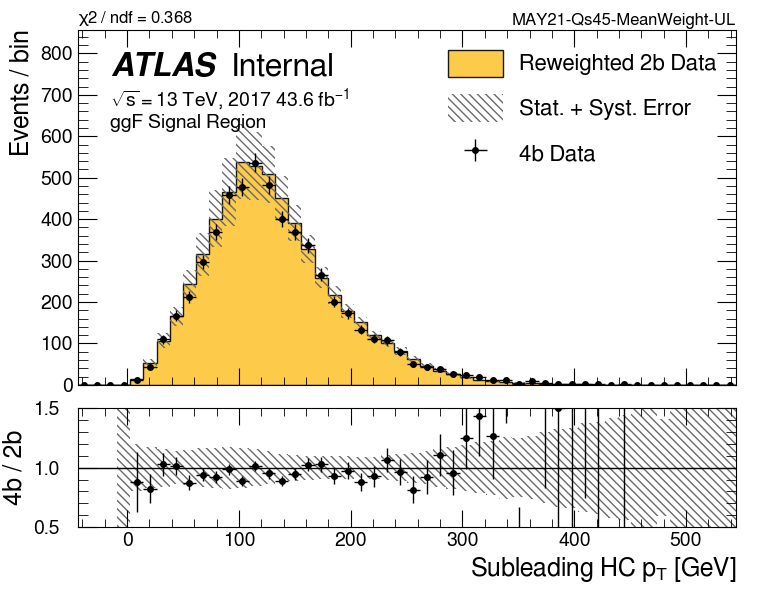 χ2 / ndf = 0.368
MAY21-Qs45-MeanWeight-UL
Events / bin
800
700
600
500
400
300
200
100
0
ATLAS Internal
√s = 13 TeV, 2017 43.6 fb−1
ggF Signal Region
Reweighted 2b Data
Stat. + Syst. Error
4b Data
4b / 2b
1.5
1.0
0.5
0 100 200 300 400 500
Subleading HC pT [GeV]